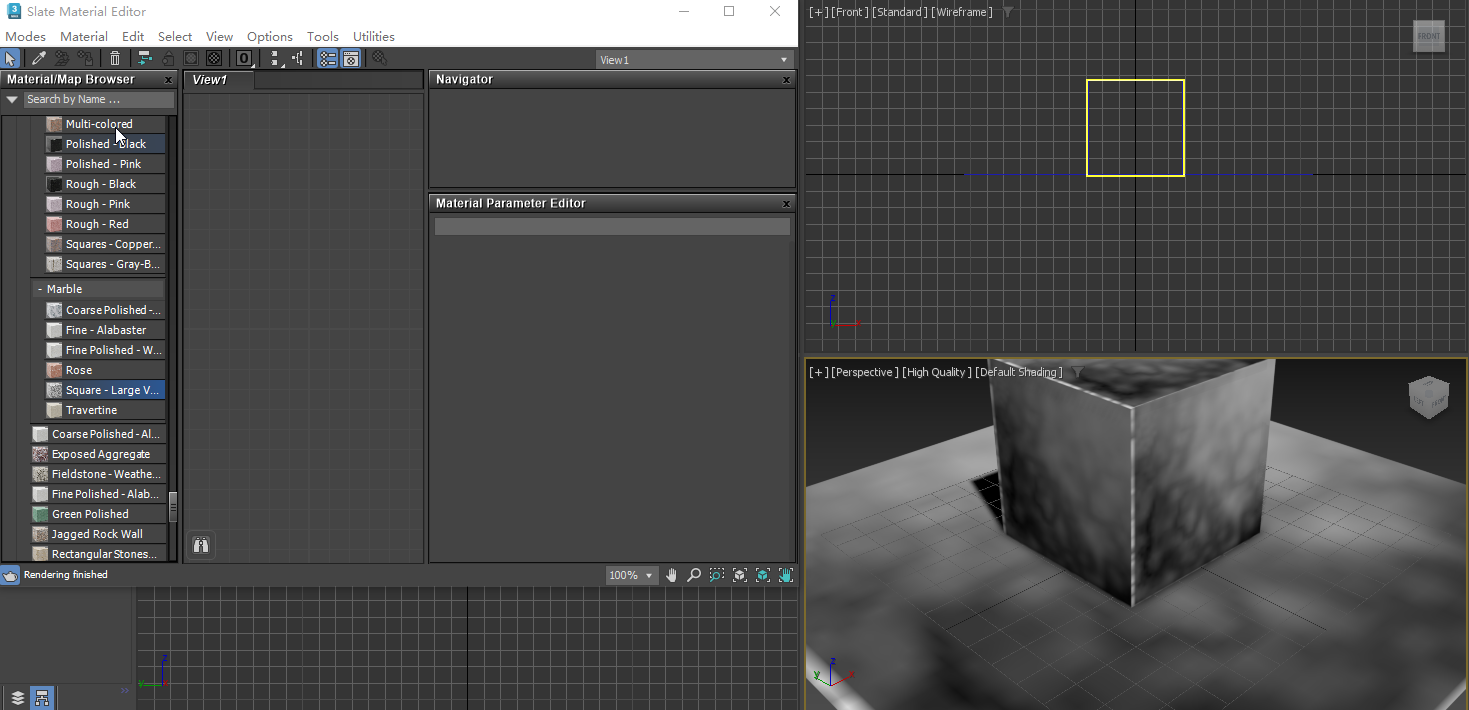 Slate Material Editor
Modes Material Edit Select View Options Tools Utilities
View1
Material/Map Browser
Search by Name ...
Multi-colored
Polished - Black
Polished - Pink
Rough - Black
Rough - Pink
Rough - Red
Squares - Copper...
Squares - Gray-B...
- Marble
Coarse Polished -...
Fine - Alabaster
Fine Polished - W...
Rose
Square - Large V...
Travertine
Coarse Polished - Al...
Exposed Aggregate
Fieldstone - Weathe...
Fine Polished - Alab...
Green Polished
Jagged Rock Wall
Rectangular Stones...
View1
Navigator
Material Parameter Editor
Rendering finished
100%
z
y
[+] [Front] [Standard] [Wireframe]
FRONT
z
y x
[+] [Perspective] [High Quality] [Default Shading]
FRONT
z
y x